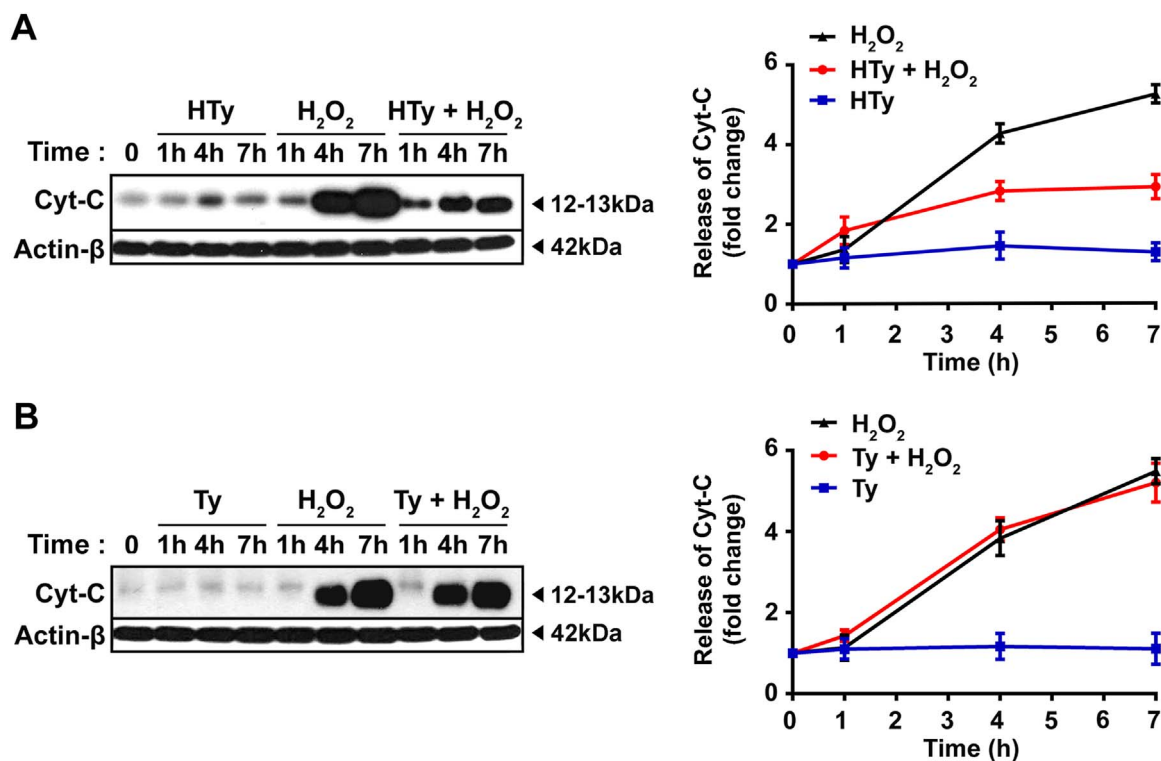 A
HTy H₂O₂ HTy + H₂O₂
Time : 0 1h 4h 7h 1h 4h 7h 1h 4h 7h
Cyt-C 12-13kDa
Actin-β 42kDa
H₂O₂
HTy + H₂O₂
HTy
Release of Cyt-C
(fold change)
6
4
2
0
0 1 2 3 4 5 6 7
Time (h)
B
Ty H₂O₂ Ty + H₂O₂
Time : 0 1h 4h 7h 1h 4h 7h 1h 4h 7h
Cyt-C 12-13kDa
Actin-β 42kDa
H₂O₂
Ty + H₂O₂
Ty
Release of Cyt-C
(fold change)
6
4
2
0
0 1 2 3 4 5 6 7
Time (h)